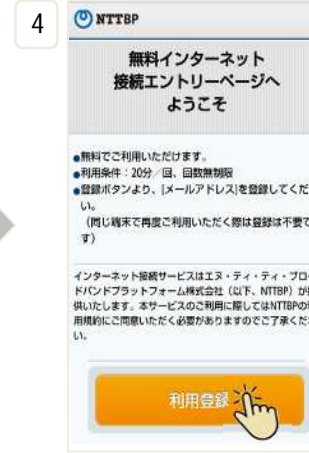 4
NTTBP
無料インターネット
接続エントリーページへ
ようこそ
●無料でご利用いただけます。
●利用条件：20分／回、回数無制限
●登録ボタンより、[メールアドレス]を登録してくだ
い。
（同じ端末で再度ご利用いただく際は登録は不要で
す）
インターネット接続サービスはエヌ・ティ・ティ・ブロ
ドバンドプラットフォーム株式会社（以下、NTTBP）が
供いたします。本サービスのご利用に際してはNTTBPの
用規約にご同意いただく必要がありますのでご了承くだ
い。
利用登録